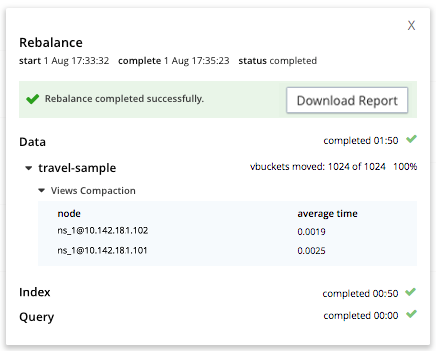 X
Rebalance
start 1 Aug 17:33:32 complete 1 Aug 17:35:23 status completed
Rebalance completed successfully. Download Report
Data completed 01:50
travel-sample vbuckets moved: 1024 of 1024 100%
Views Compaction
node average time
ns_1@10.142.181.102 0.0019
ns_1@10.142.181.101 0.0025
Index completed 00:50
Query completed 00:00